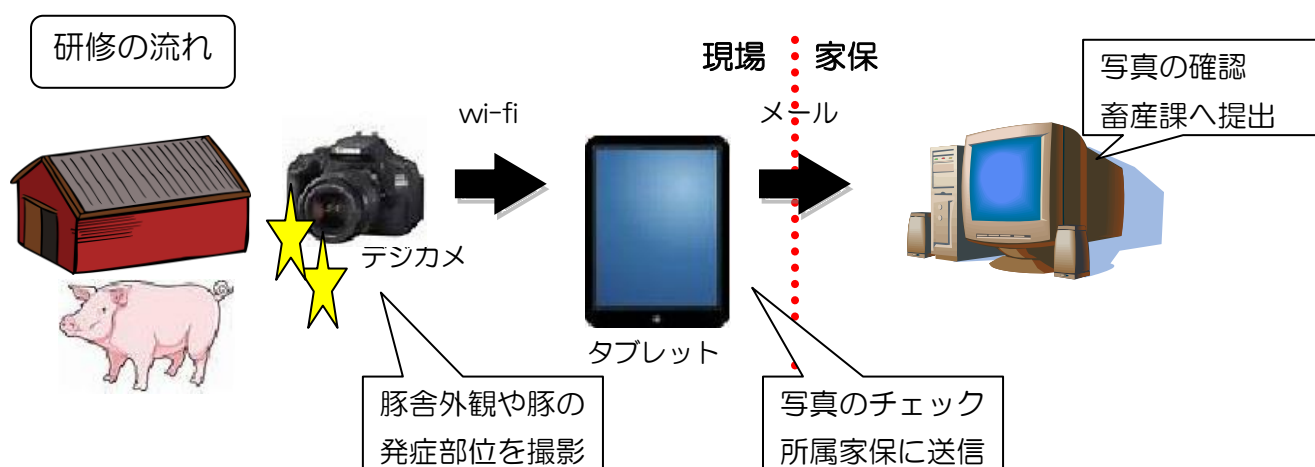 研修の流れ
現場
家保
wi-fi
メール
写真の確認
畜産課へ提出
デジカメ
タブレット
豚舎外観や豚の
発症部位を撮影
写真のチェック
所属家保に送信